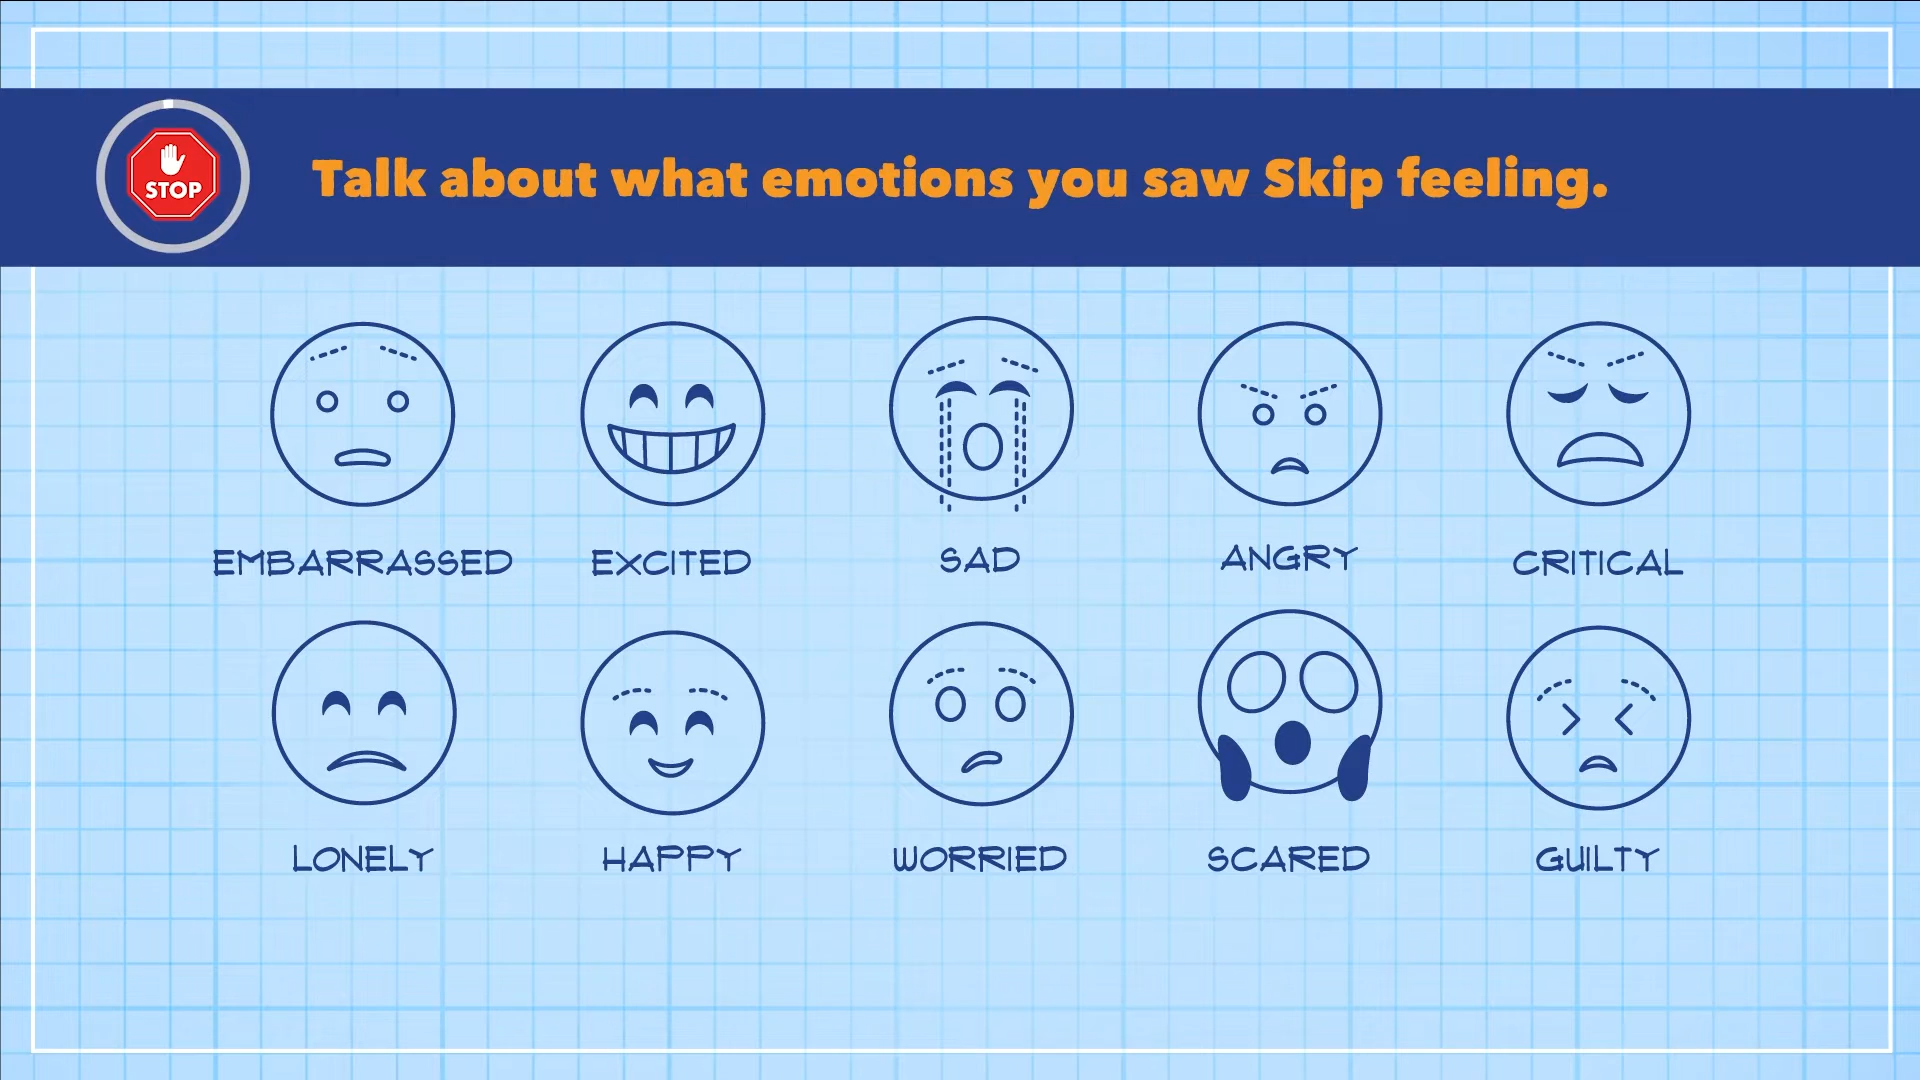 STOP
Talk about what emotions you saw Skip feeling.
EMBARRASSED
EXCITED
SAD
ANGRY
CRITICAL
LONELY
HAPPY
WORRIED
SCARED
GUILTY